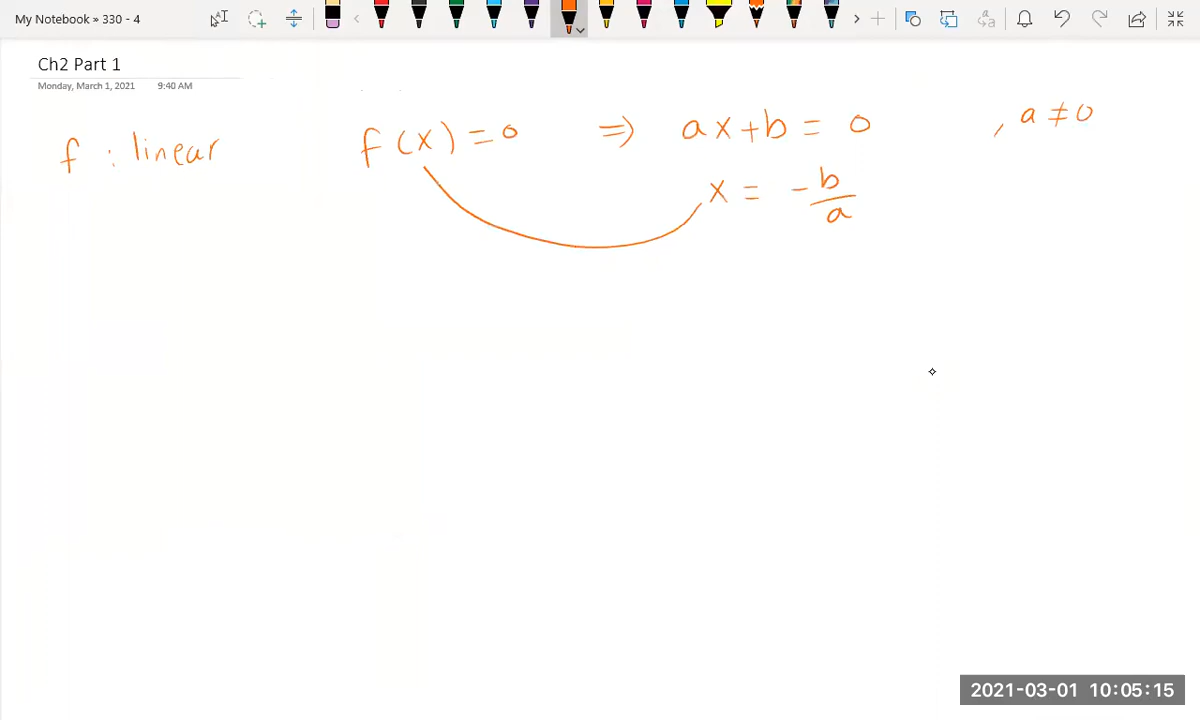 My Notebook » 330 - 4
Ch2 Part 1
Monday, March 1, 2021 9:40 AM
f : linear f(x) = 0 ⇒ ax + b = 0 , a ≠ 0
x = - b/a
2021-03-01 10:05:15